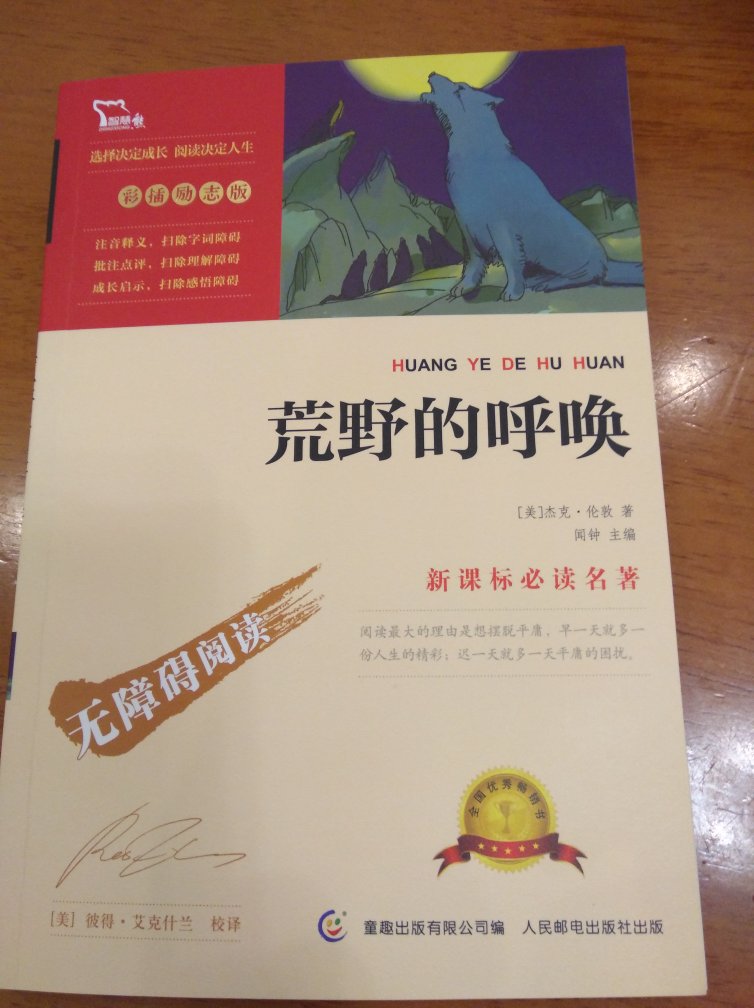 智慧熊
选择决定成长 阅读决定人生
彩插励志版
注音释义，扫除字词障碍
批注点评，扫除理解障碍
成长启示，扫除感悟障碍
HUANG YE DE HU HUAN
荒野的呼唤
[美]杰克·伦敦 著
闻钟 主编
新课标必读名著
阅读最大的理由是想摆脱平庸，早一天就多一
份人生的精彩；迟一天就多一天平庸的困扰。
无障碍阅读
全国优秀畅销书
[美] 彼得·艾克什兰 校译
童趣出版有限公司编 人民邮电出版社出版